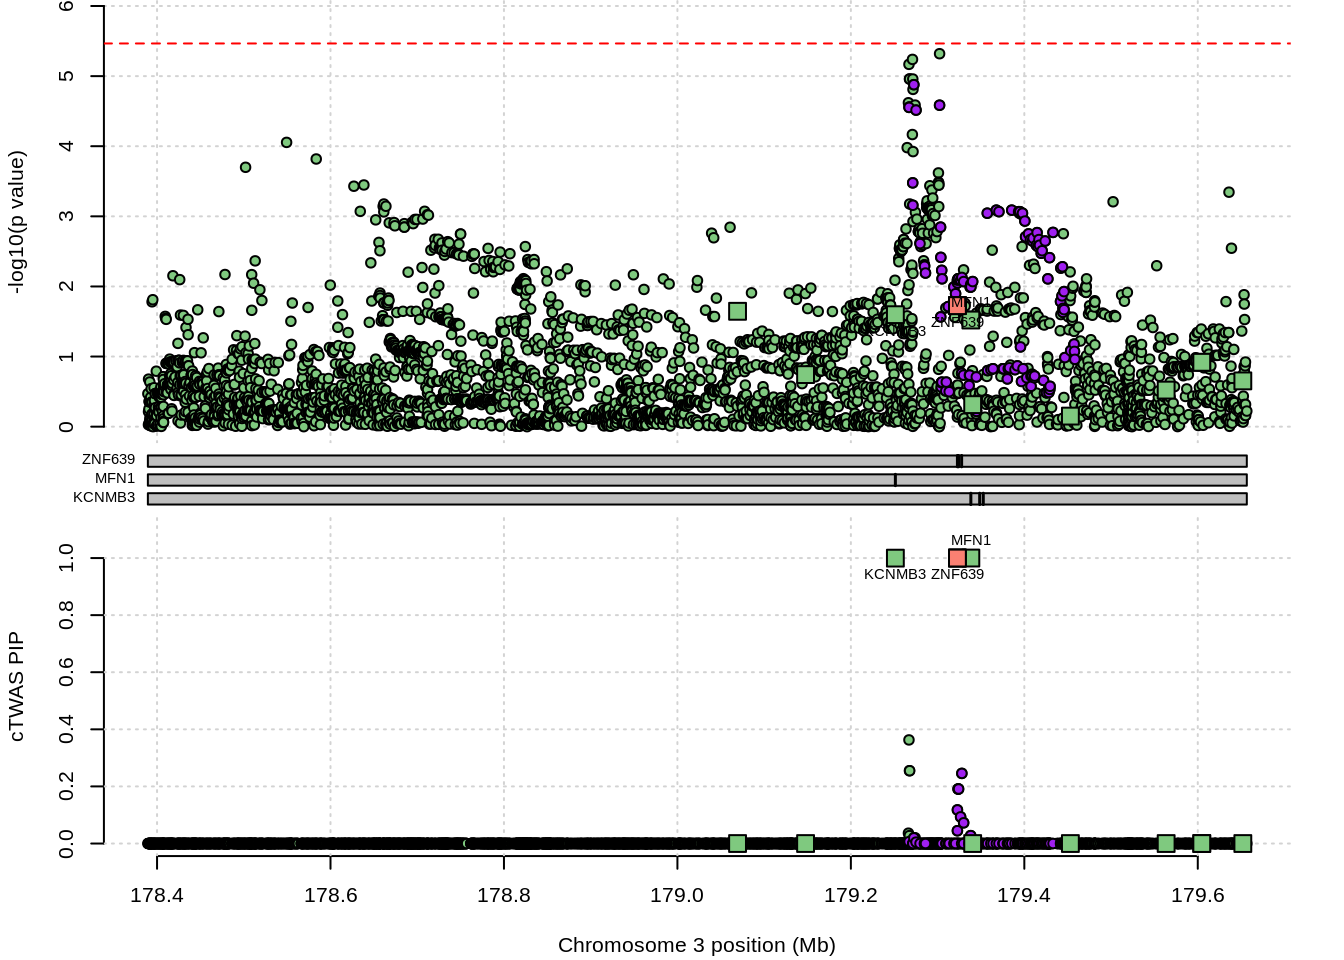 6
5
4
3
2
1
0
-log10(p value)
MFN1
KCNMB3 ZNF639
ZNF639
MFN1
KCNMB3
1.0
0.8
0.6
0.4
0.2
0.0
cTWAS PIP
MFN1
KCNMB3 ZNF639
178.4 178.6 178.8 179.0 179.2 179.4 179.6
Chromosome 3 position (Mb)